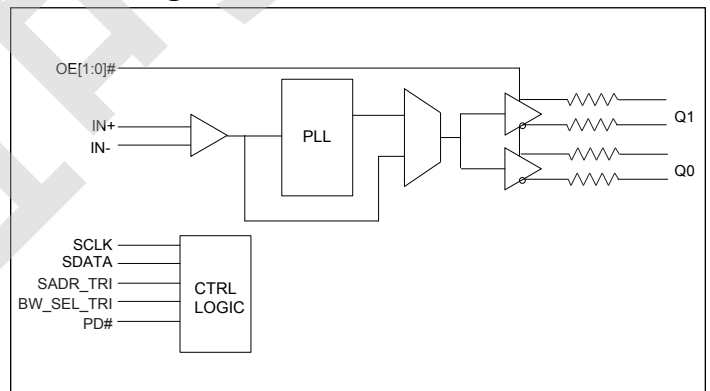 OE[1:0]#
IN+
IN-
PLL
Q1
Q0
SCLK
SDATA
SADR_TRI
BW_SEL_TRI
PD#
CTRL
LOGIC